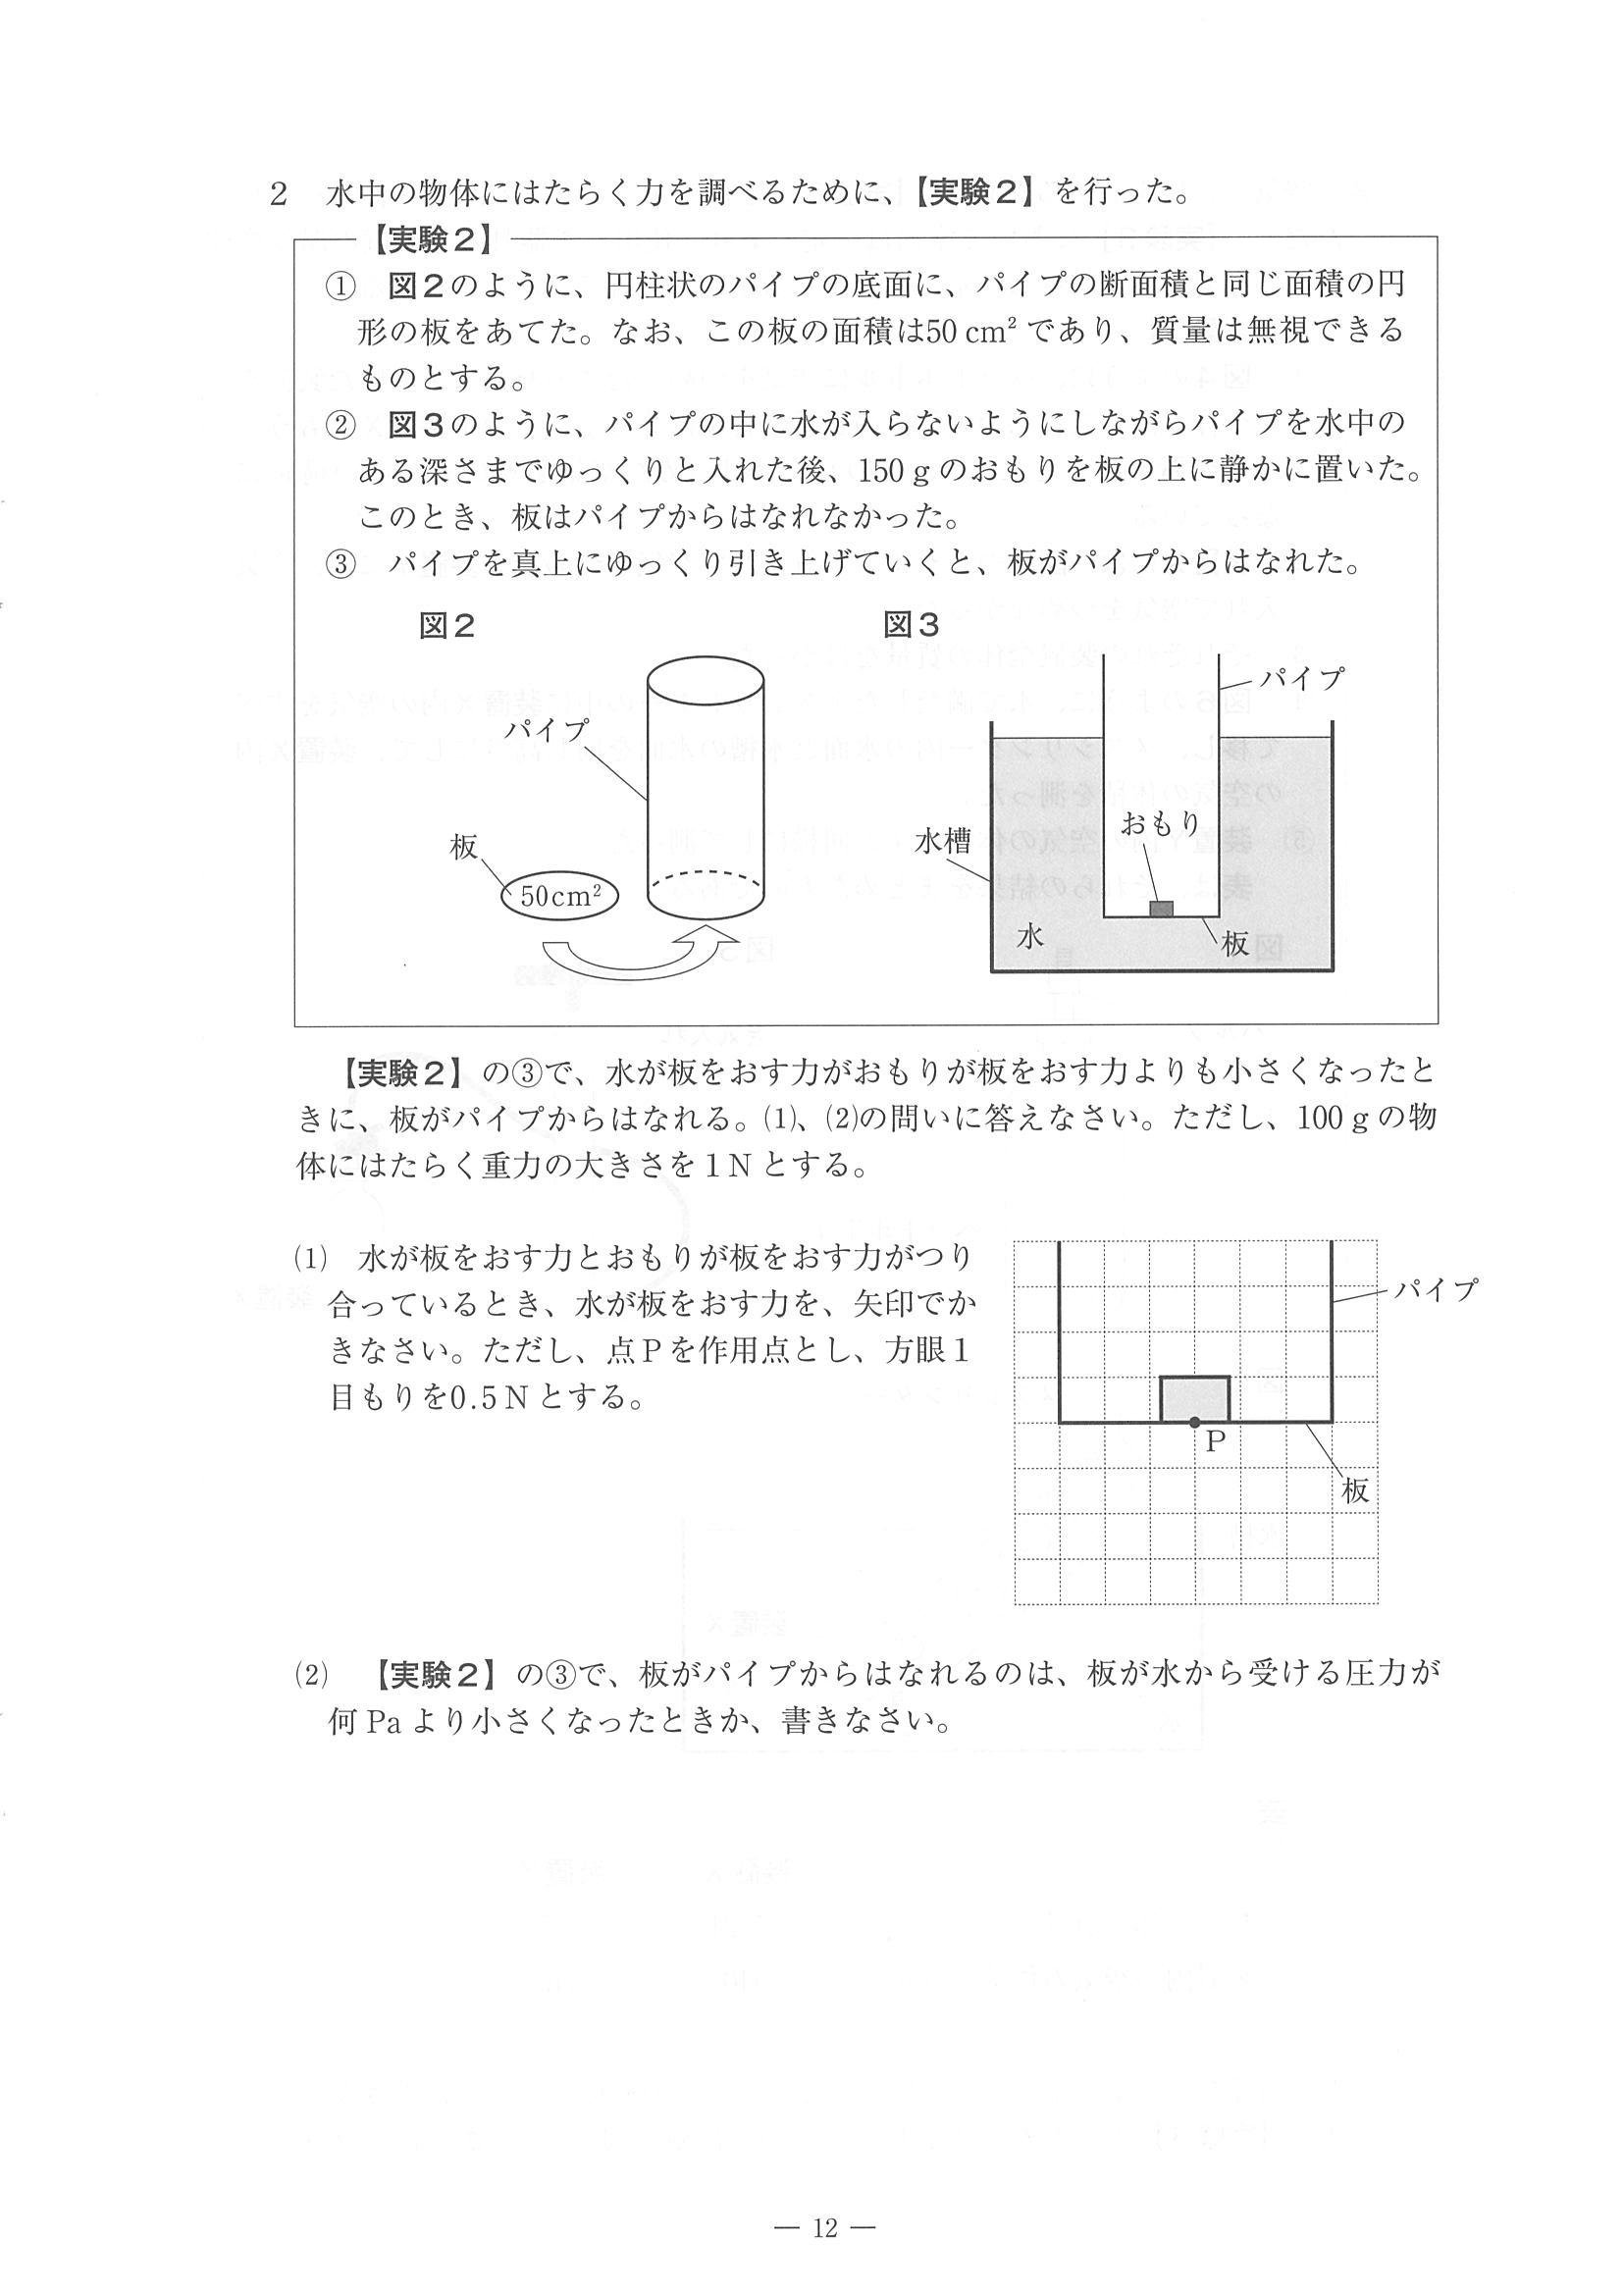 2　水中の物体にはたらく力を調べるために、【実験2】を行った。
【実験2】
①　図2のように、円柱状のパイプの底面に、パイプの断面積と同じ面積の円
形の板をあてた。なお、この板の面積は50 cm² であり、質量は無視できる
ものとする。
②　図3のように、パイプの中に水が入らないようにしながらパイプを水中の
ある深さまでゆっくりと入れた後、150 g のおもりを板の上に静かに置いた。
このとき、板はパイプからはなれなかった。
③　パイプを真上にゆっくり引き上げていくと、板がパイプからはなれた。
図2
パイプ
板
50cm²
図3
パイプ
おもり
水槽
水
板
【実験2】の③で、水が板をおす力がおもりが板をおす力よりも小さくなったと
きに、板がパイプからはなれる。⑴、⑵の問いに答えなさい。ただし、100 g の物
体にはたらく重力の大きさを1N とする。
⑴　水が板をおす力とおもりが板をおす力がつり
合っているとき、水が板をおす力を、矢印でか
きなさい。ただし、点Pを作用点とし、方眼1
目もりを0.5N とする。
パイプ
P
板
⑵　【実験2】の③で、板がパイプからはなれるのは、板が水から受ける圧力が
何 Pa より小さくなったときか、書きなさい。
— 12 —